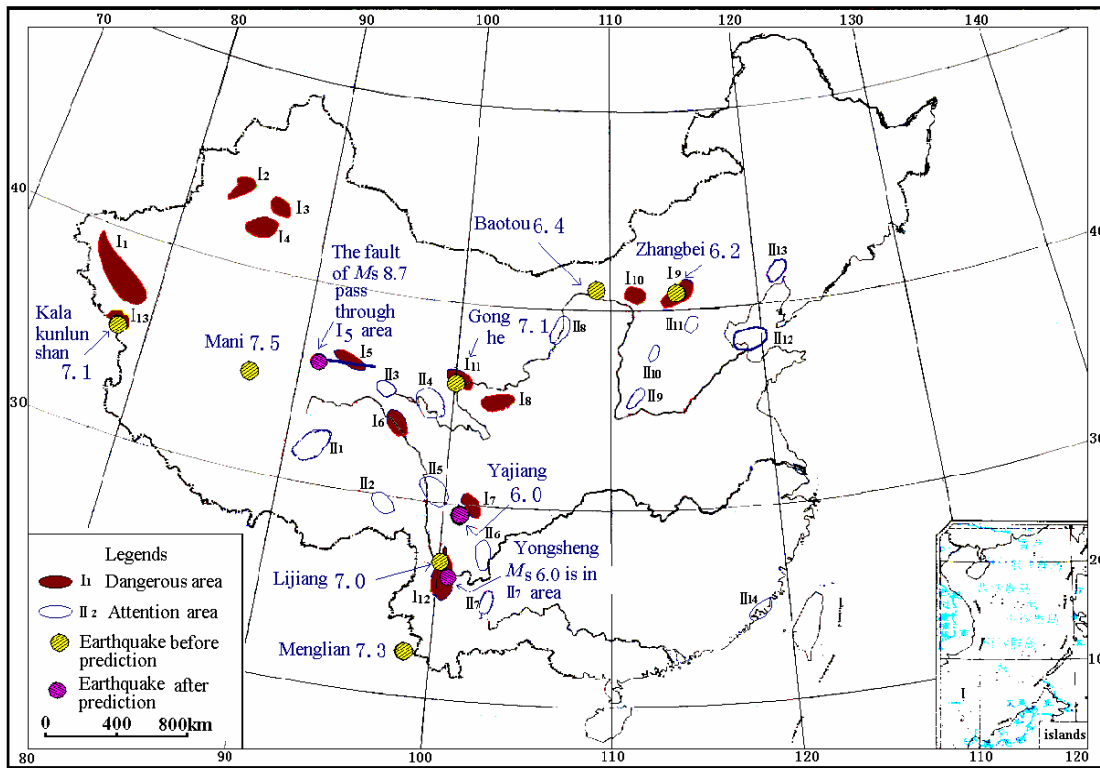 70
80
90
100
110
120
130
140
40
40
30
30
20
10
80
90
100
110
120
120
I2
I3
I4
I1
I13
Kala
kunlun
shan
7.1
Mani 7.5
The fault
of Ms 8.7
pass
through
area
I5
I5
Baotou 6.4
Zhangbei 6.2
I10
I9
II13
II11
II12
II10
II9
Gong
he
7.1
II8
I11
I8
II3
II4
I6
II1
II2
II5
I7
Yajiang
6.0
II6
Yongsheng
Ms 6.0 is in
II7 area
Lijiang 7.0
I12
II7
Menglian 7.3
II14
Legends
I1 Dangerous area
II2 Attention area
Earthquake before
prediction
Earthquake after
prediction
0 400 800km
I
islands